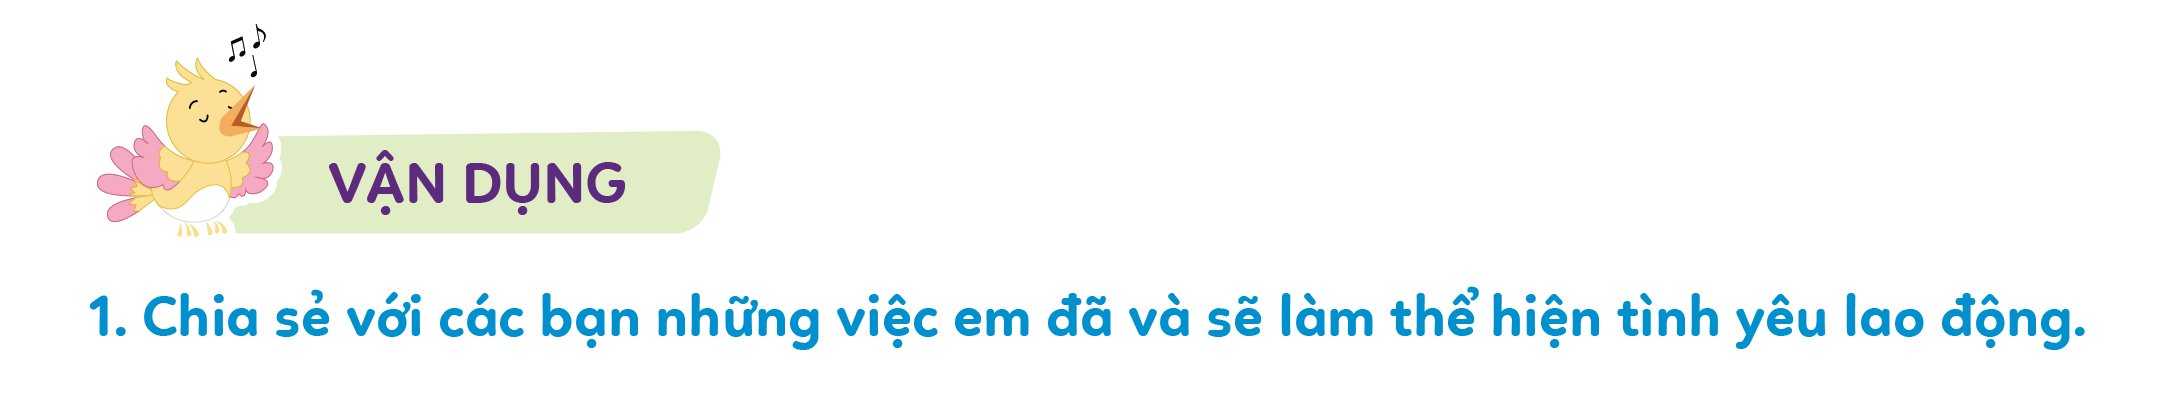 VẬN DỤNG
1. Chia sẻ với các bạn những việc em đã và sẽ làm thể hiện tình yêu lao động.